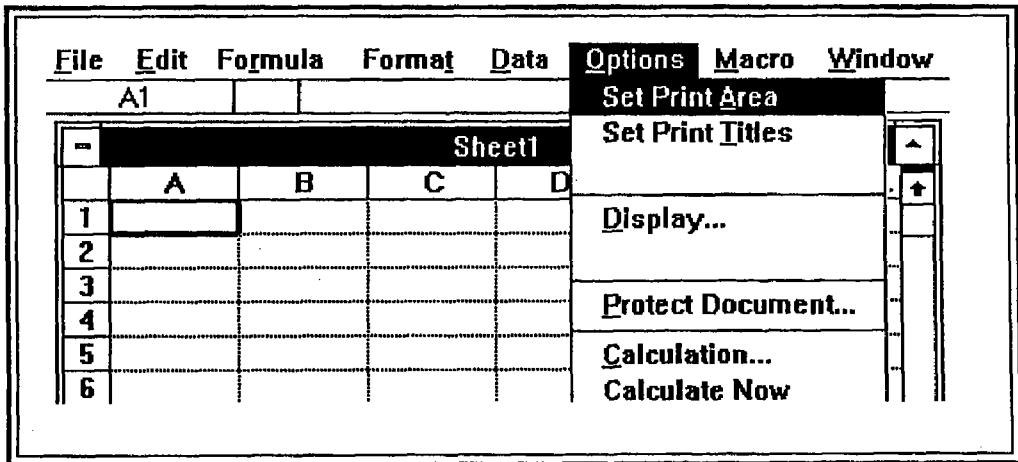 File Edit Formula Format Data Options Macro Window
A1 Set Print Area
Sheet1 Set Print Titles
A B C D
1 Display...
2
3
4 Protect Document...
5 Calculation...
6 Calculate Now